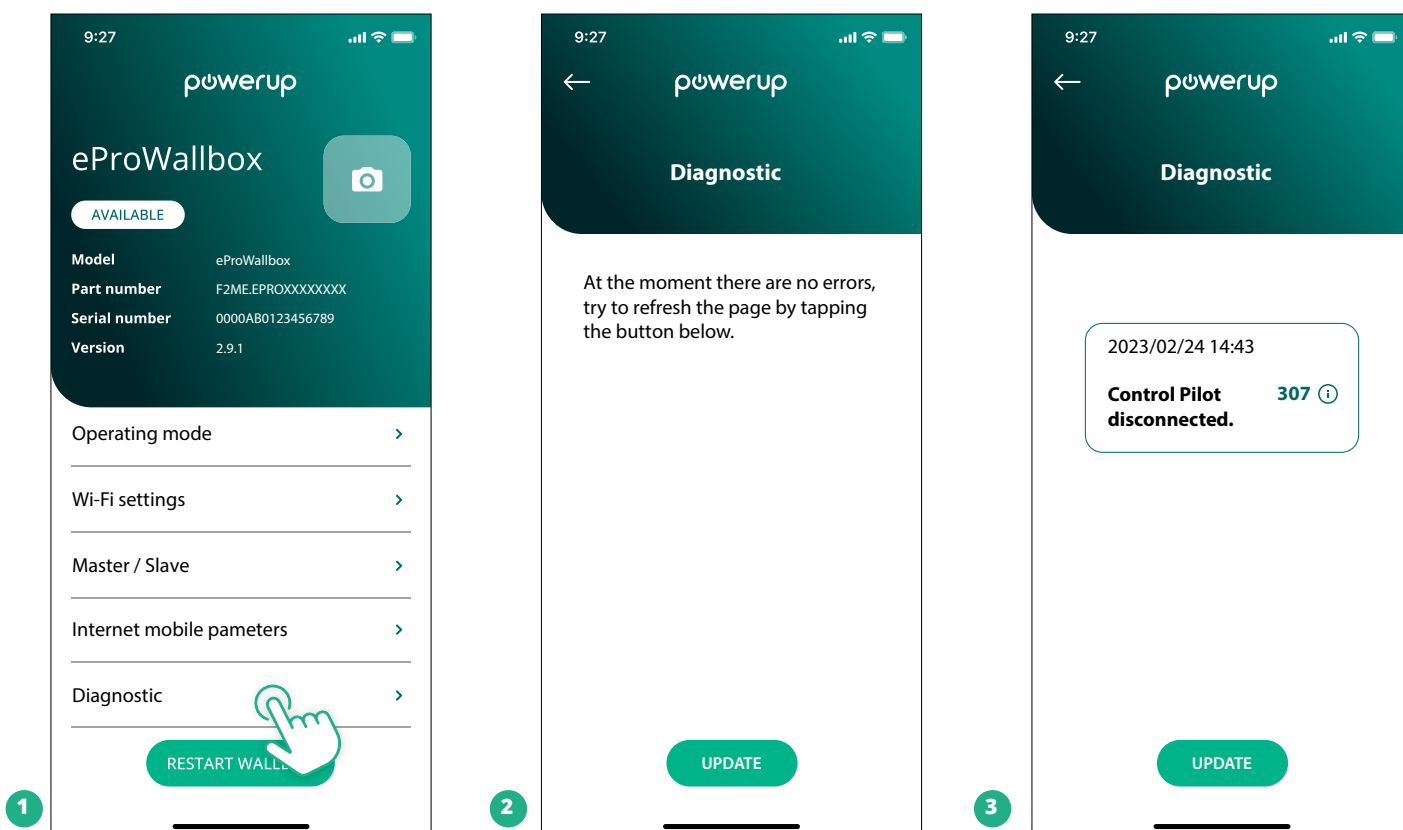 9:27
powerup
eProWallbox
AVAILABLE
Model eProWallbox
Part number F2ME.EPROXXXXXXXX
Serial number 0000AB0123456789
Version 2.9.1
Operating mode
Wi-Fi settings
Master / Slave
Internet mobile pameters
Diagnostic
RESTART WALL
1
9:27
powerup
Diagnostic
At the moment there are no errors,
try to refresh the page by tapping
the button below.
UPDATE
2
9:27
powerup
Diagnostic
2023/02/24 14:43
Control Pilot 307
disconnected.
UPDATE
3